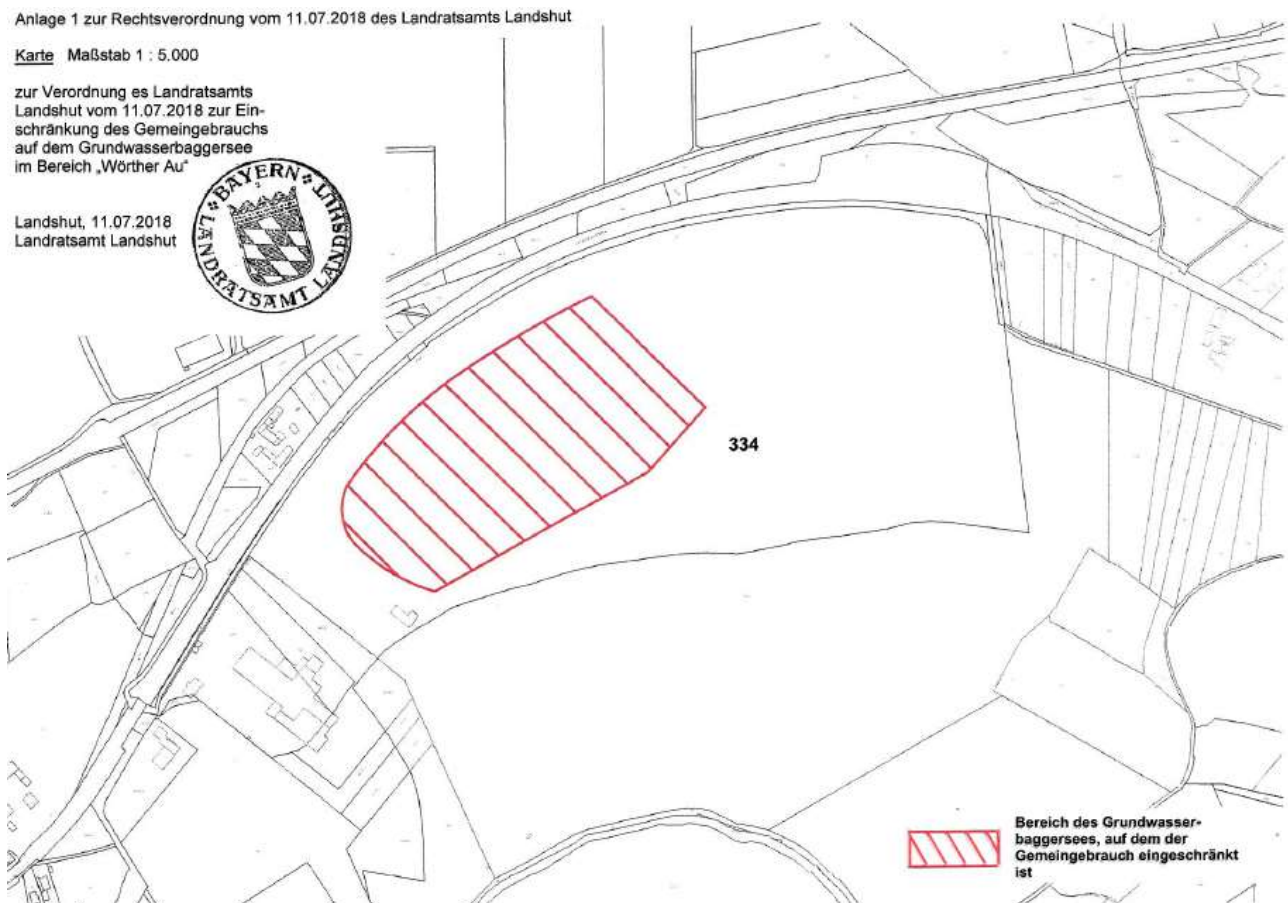 Anlage 1 zur Rechtsverordnung vom 11.07.2018 des Landratsamts Landshut
Karte Maßstab 1 : 5.000
zur Verordnung es Landratsamts
Landshut vom 11.07.2018 zur Ein-
schränkung des Gemeingebrauchs
auf dem Grundwasserbaggersee
im Bereich „Wörther Au“
Landshut, 11.07.2018
Landratsamt Landshut
BAYERN
LANDRATSAMT LANDSHUT
334
Bereich des Grundwasser-
baggersees, auf dem der
Gemeingebrauch eingeschränkt
ist